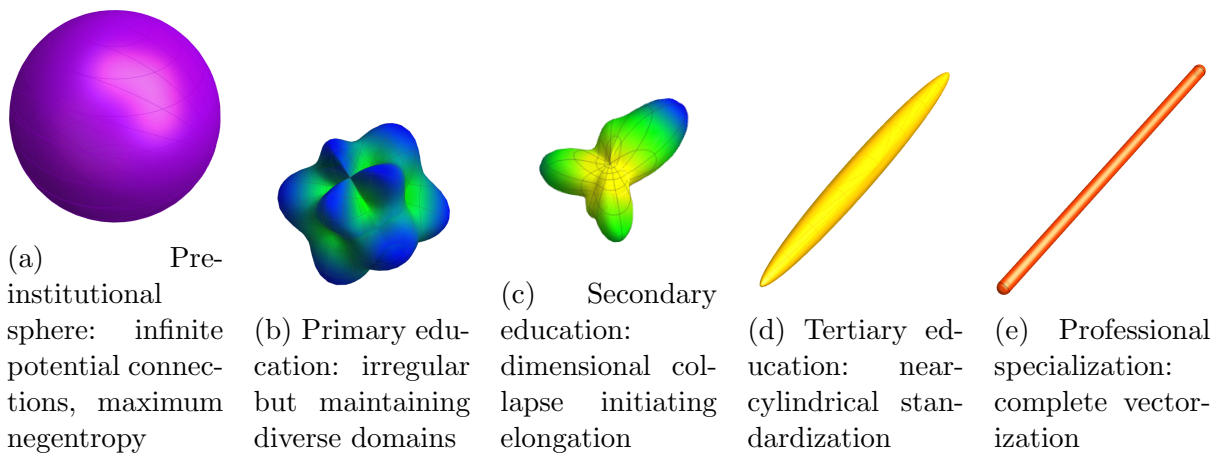 (a) Pre-
institutional
sphere: infinite
potential connec-
tions, maximum
negentropy
(b) Primary edu-
cation: irregular
but maintaining
diverse domains
(c) Secondary
education:
dimensional col-
lapse initiating
elongation
(d) Tertiary ed-
ucation: near-
cylindrical stan-
dardization
(e) Professional
specialization:
complete vector-
ization